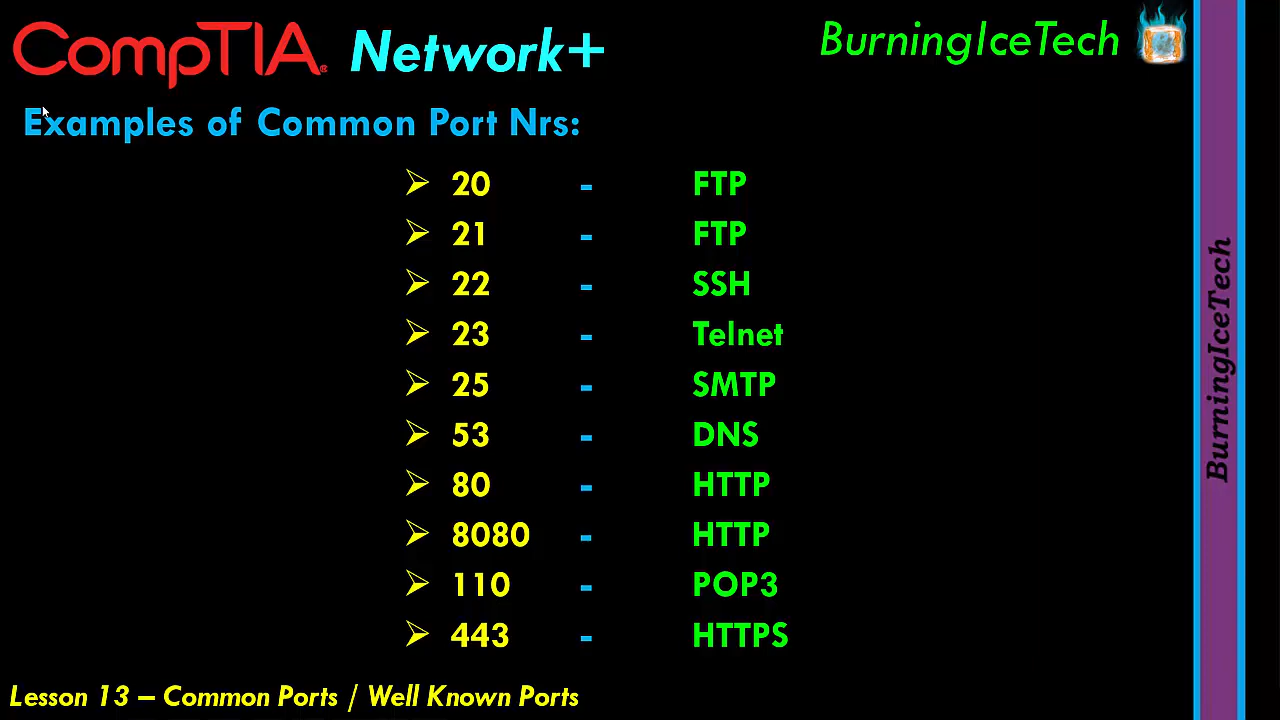 CompTIA® Network+
BurningIceTech
Examples of Common Port Nrs:
➢ 20 - FTP
➢ 21 - FTP
➢ 22 - SSH
➢ 23 - Telnet
➢ 25 - SMTP
➢ 53 - DNS
➢ 80 - HTTP
➢ 8080 - HTTP
➢ 110 - POP3
➢ 443 - HTTPS
Lesson 13 – Common Ports / Well Known Ports
BurningIceTech